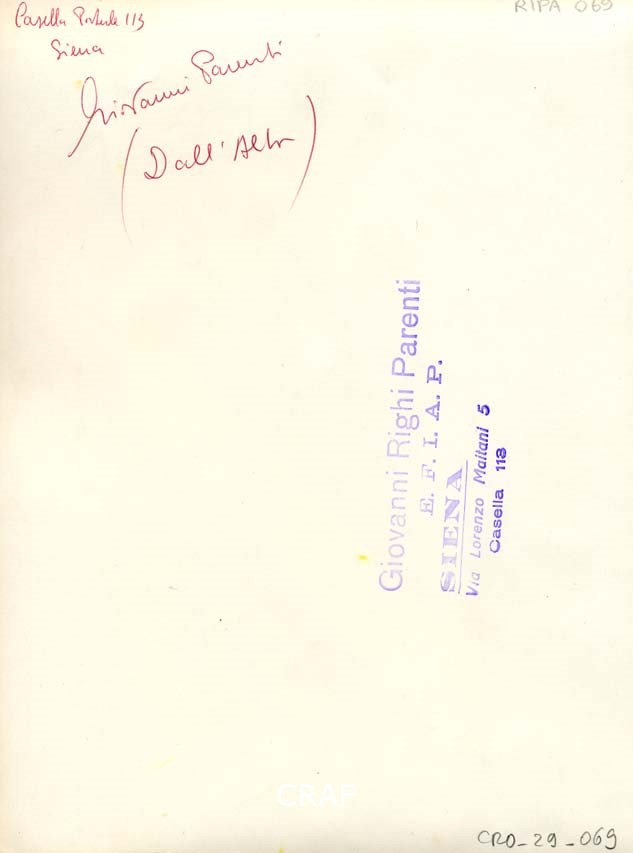 Casella Postale 113
Siena
RIPA 069
Giovanni Parenti
(Dall'Alto)
Giovanni Righi Parenti
E. F. I. A. P.
SIENA
Via Lorenzo Maitani 5
Casella 113
CRAF
CRO_29_069